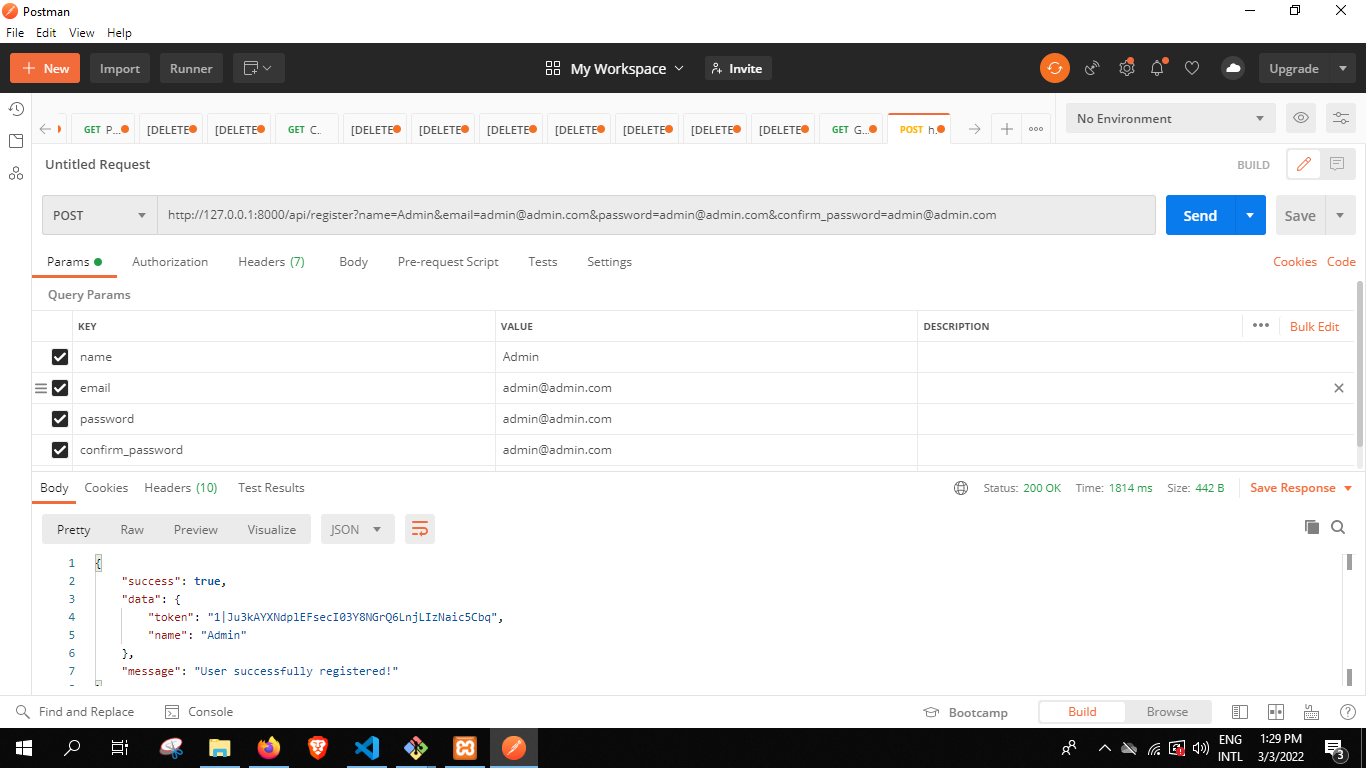 Postman
File Edit View Help
New Import Runner My Workspace Invite Upgrade
GET P... [DELETE [DELETE GET C.. [DELETE [DELETE [DELETE [DELETE [DELETE [DELETE [DELETE GET G... POST h... No Environment
Untitled Request BUILD
POST http://127.0.0.1:8000/api/register?name=Admin&email=admin@admin.com&password=admin@admin.com&confirm_password=admin@admin.com Send Save
Params Authorization Headers (7) Body Pre-request Script Tests Settings Cookies Code
Query Params
KEY VALUE DESCRIPTION Bulk Edit
name Admin
email admin@admin.com
password admin@admin.com
confirm_password admin@admin.com
Body Cookies Headers (10) Test Results Status: 200 OK Time: 1814 ms Size: 442 B Save Response
Pretty Raw Preview Visualize JSON
1 {
2 "success": true,
3 "data": {
4 "token": "1|Ju3kAYXNdplEFsecI03Y8NGrQ6LnjLIzNaic5Cbq",
5 "name": "Admin"
6 },
7 "message": "User successfully registered!"
Find and Replace Console Bootcamp Build Browse
ENG 1:29 PM
INTL 3/3/2022 3